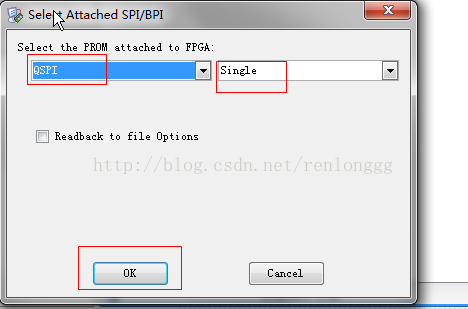 Select Attached SPI/BPI
Select the PROM attached to FPGA:
QSPI
Single
Readback to file Options
http://blog.csdn.net/renlonggg
OK
Cancel